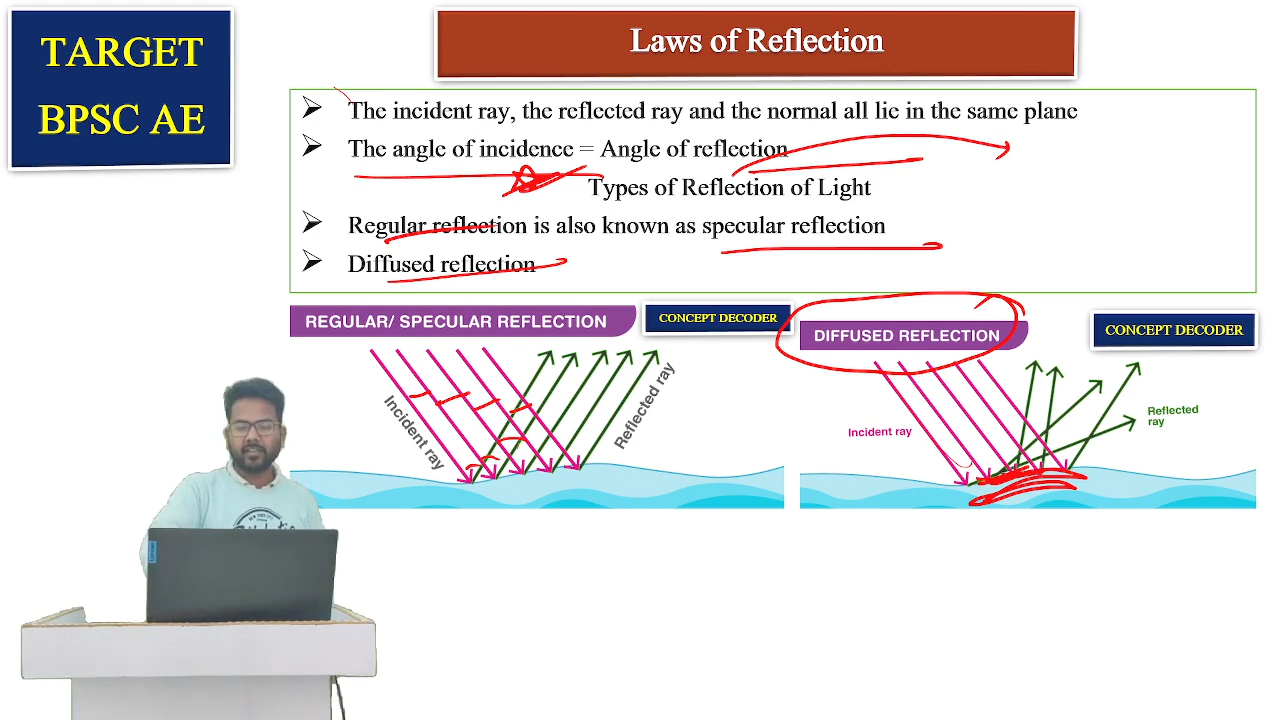 TARGET
BPSC AE
Laws of Reflection
The incident ray, the reflected ray and the normal all lie in the same plane
The angle of incidence = Angle of reflection
Types of Reflection of Light
Regular reflection is also known as specular reflection
Diffused reflection
REGULAR/ SPECULAR REFLECTION
CONCEPT DECODER
Incident ray
Reflected ray
DIFFUSED REFLECTION
CONCEPT DECODER
Incident ray
Reflected
ray
Lenovo